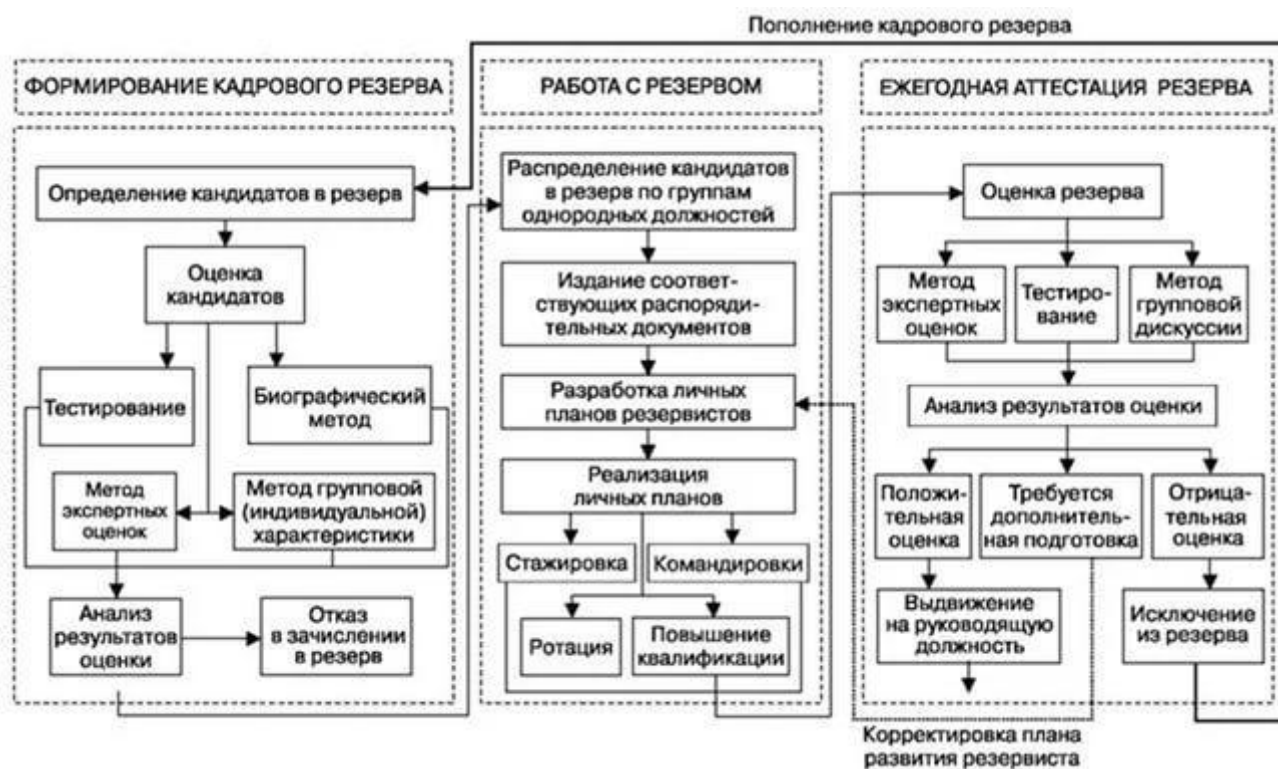 Пополнение кадрового резерва
ФОРМИРОВАНИЕ КАДРОВОГО РЕЗЕРВА
Определение кандидатов в резерв
Оценка
кандидатов
Тестирование
Биографический
метод
Метод
экспертных
оценок
Метод групповой
(индивидуальной)
характеристики
Анализ
результатов
оценки
Отказ
в зачислении
в резерв
РАБОТА С РЕЗЕРВОМ
Распределение кандидатов
в резерв по группам
однородных должностей
Издание соответ-
ствующих распоряди-
тельных документов
Разработка личных
планов резервистов
Реализация
личных планов
Стажировка
Командировки
Ротация
Повышение
квалификации
ЕЖЕГОДНАЯ АТТЕСТАЦИЯ РЕЗЕРВА
Оценка резерва
Метод
экспертных
оценок
Тестиро-
вание
Метод
групповой
дискуссии
Анализ результатов оценки
Положи-
тельная
оценка
Требуется
дополнитель-
ная подготовка
Отрица-
тельная
оценка
Выдвижение
на руководящую
должность
Исключение
из резерва
Корректировка плана
развития резервиста